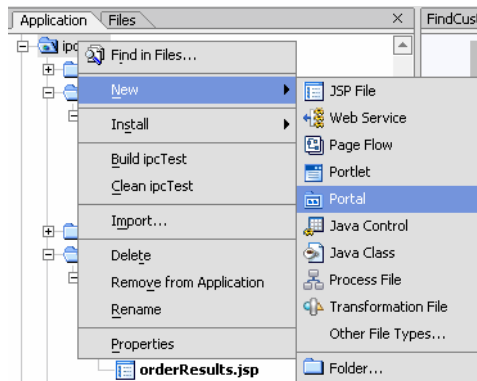 Application
Files
FindCus
ipc
Find in Files...
New
Install
Build ipcTest
Clean ipcTest
Import...
Delete
Remove from Application
Rename
Properties
orderResults.jsp
JSP File
Web Service
Page Flow
Portlet
Portal
Java Control
Java Class
Process File
Transformation File
Other File Types...
Folder...